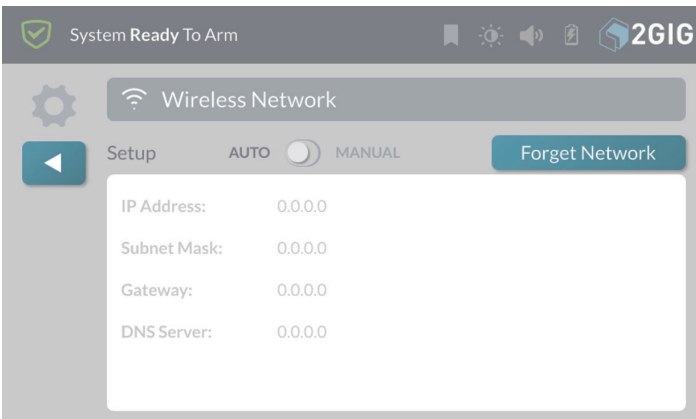 System Ready To Arm
2GIG
Wireless Network
Setup AUTO MANUAL Forget Network
IP Address: 0.0.0.0
Subnet Mask: 0.0.0.0
Gateway: 0.0.0.0
DNS Server: 0.0.0.0